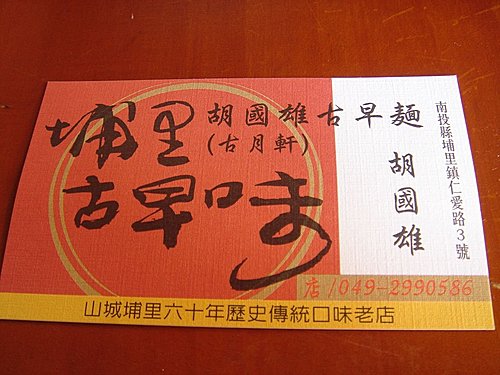 埔里
古早味
胡國雄古早麵
(古月軒)
胡國雄
南投縣埔里鎮仁愛路3號
店/049-2990586
山城埔里六十年歷史傳統口味老店